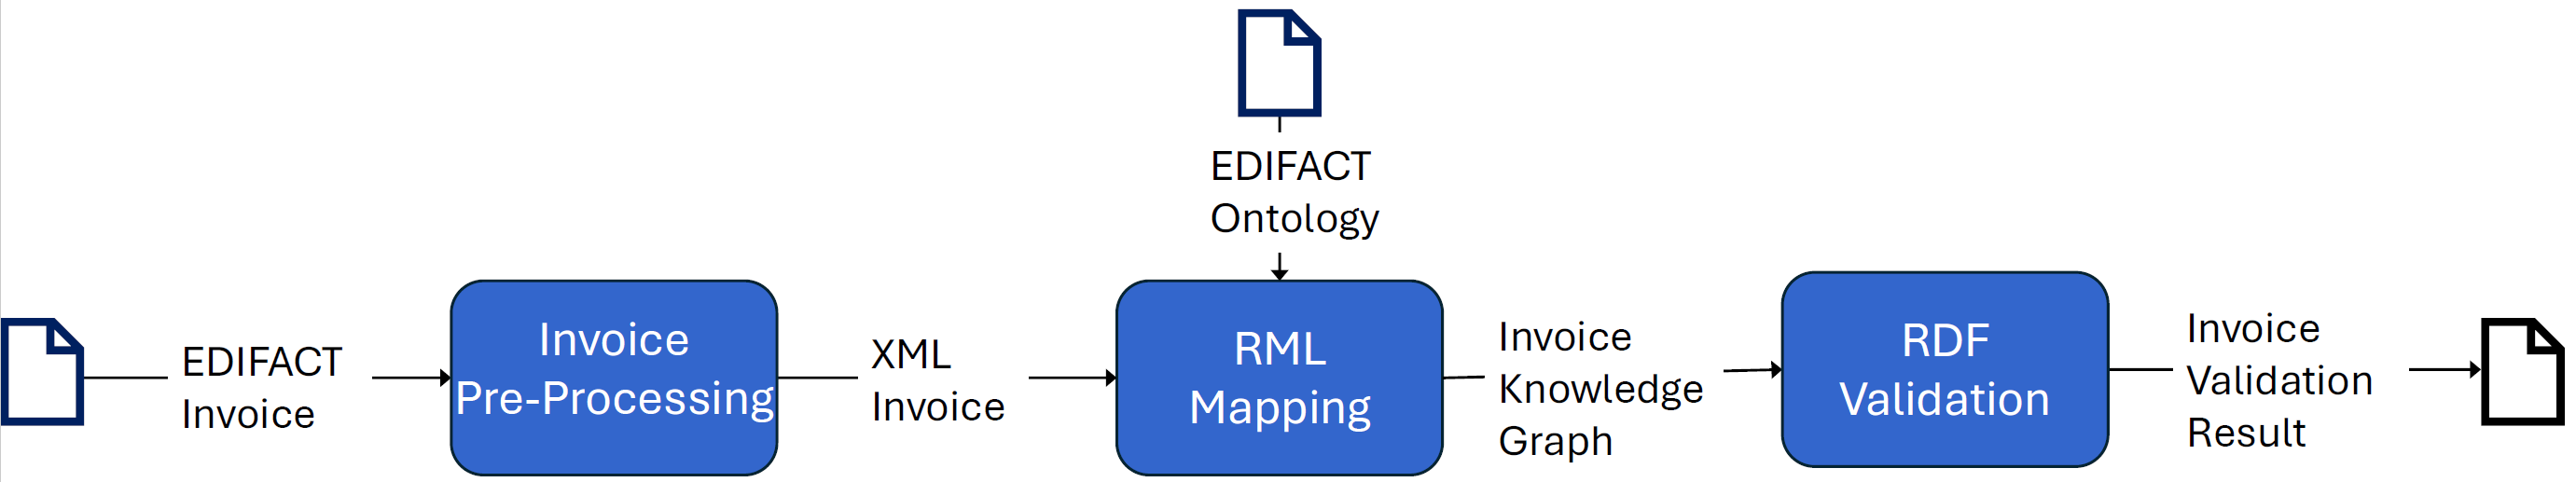 EDIFACT
Ontology
EDIFACT
Invoice
Invoice
Pre-Processing
XML
Invoice
RML
Mapping
Invoice
Knowledge
Graph
RDF
Validation
Invoice
Validation
Result